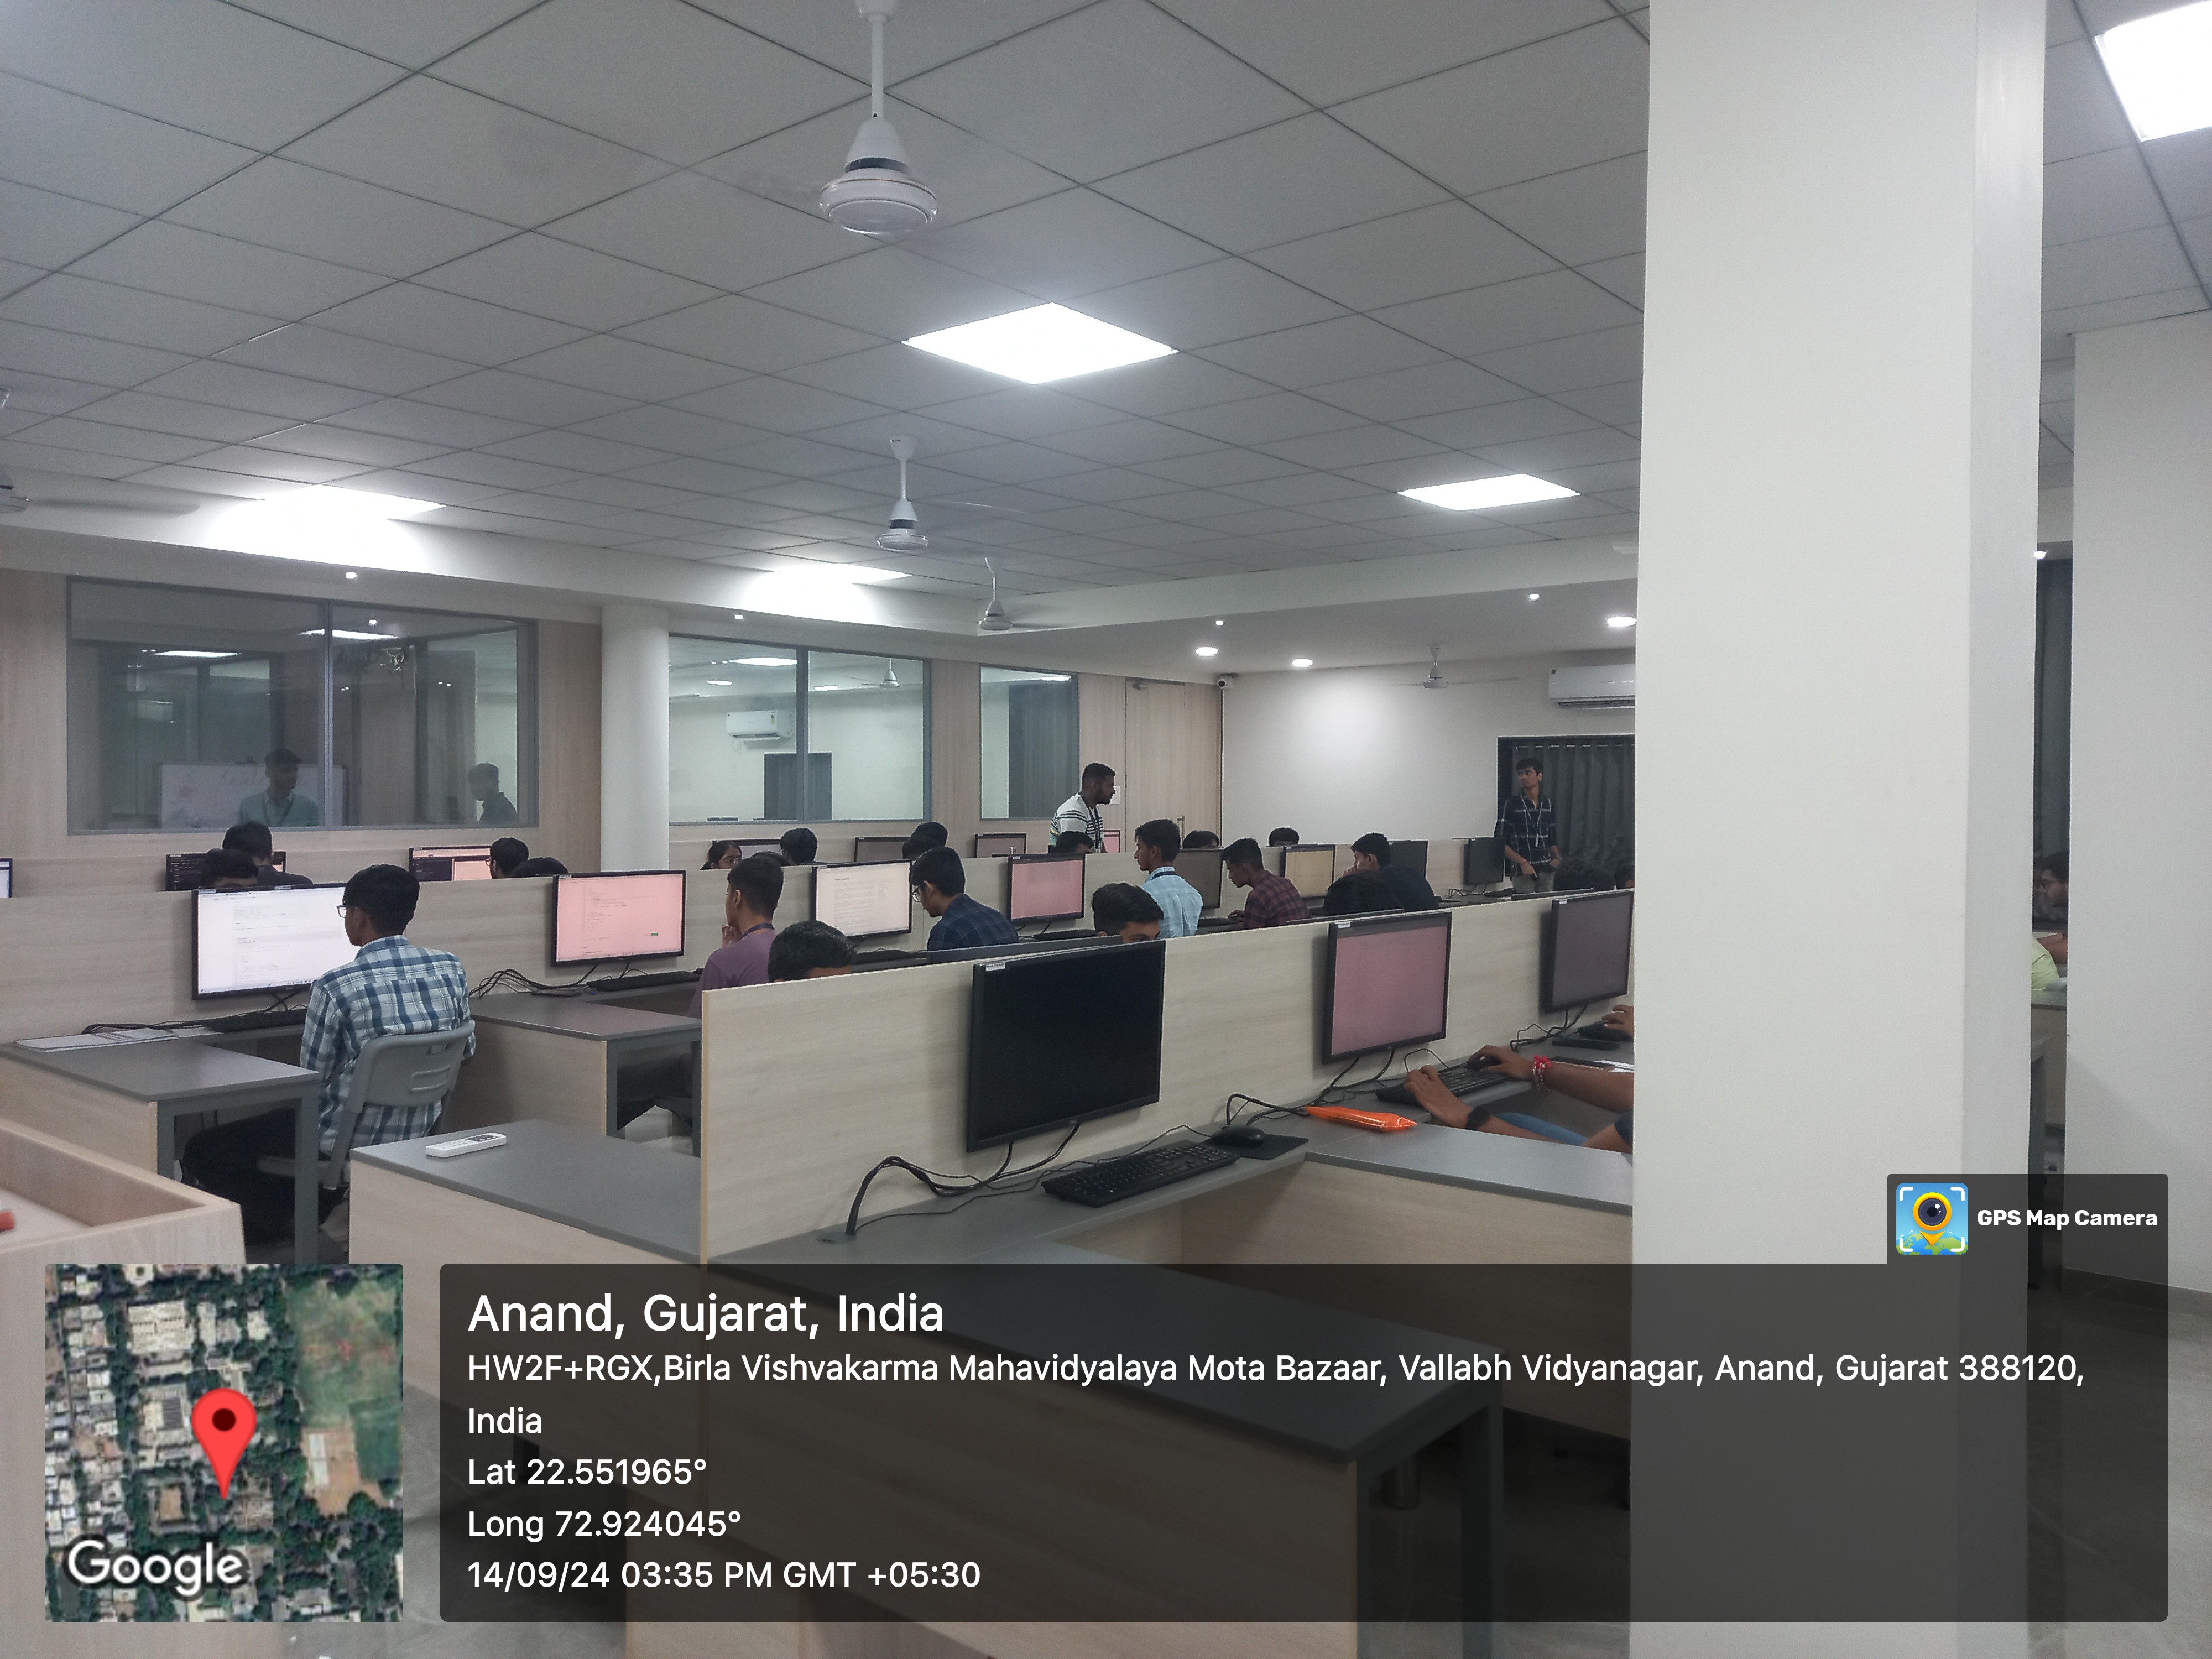 GPS Map Camera
Anand, Gujarat, India
HW2F+RGX,Birla Vishvakarma Mahavidyalaya Mota Bazaar, Vallabh Vidyanagar, Anand, Gujarat 388120,
India
Lat 22.551965°
Long 72.924045°
14/09/24 03:35 PM GMT +05:30
Google